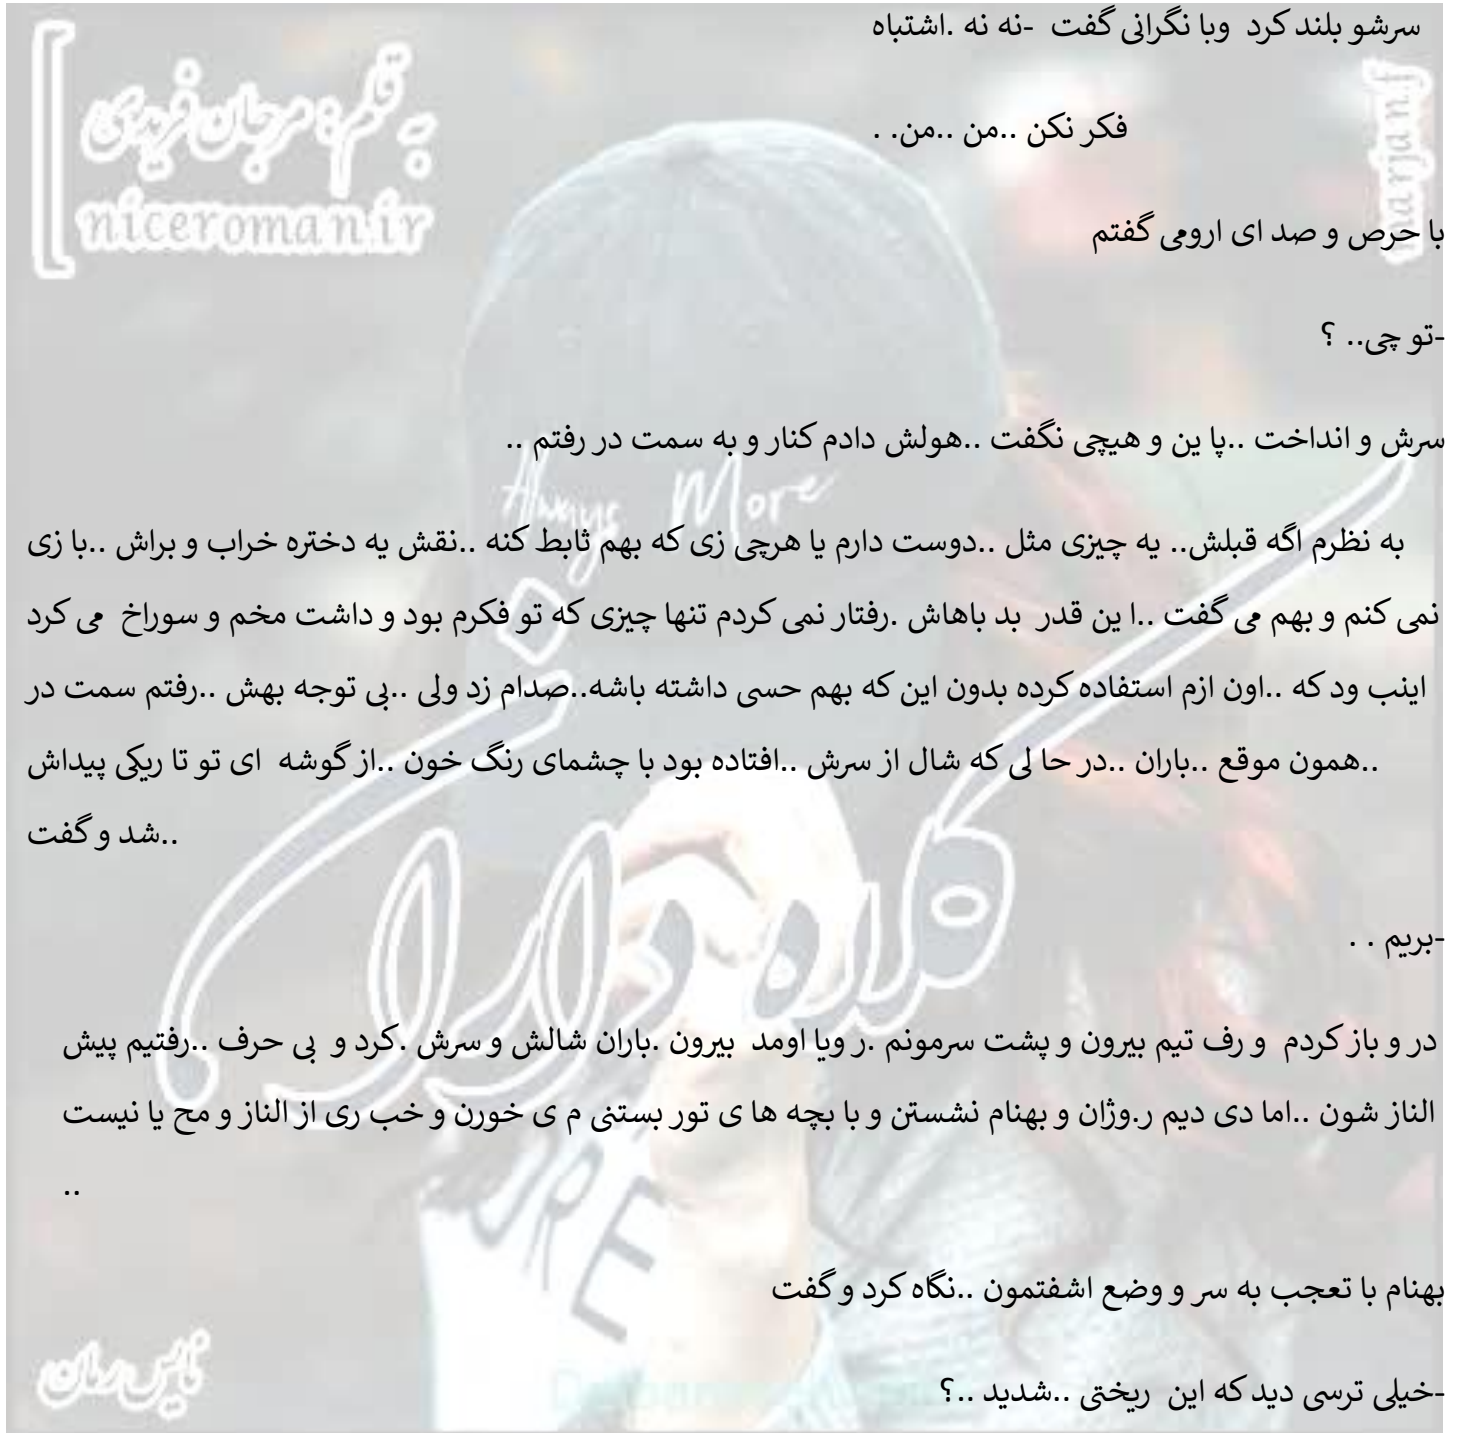 سرشو بلند کرد وبا نگرانی گفت -نه نه .اشتباه
فکر نکن ..من ..من. .
با حرص و صد ای ارومی گفتم
-تو چی.. ؟
سرش و انداخت ..پا ین و هیچی نگفت ..هولش دادم کنار و به سمت در رفتم ..
به نظرم اگه قبلش.. یه چیزی مثل ..دوست دارم یا هرچی زی که بهم ثابط کنه ..نقش یه دختره خراب و براش ..با زی
نمی کنم و بهم می گفت ..ا ین قدر بد باهاش .رفتار نمی کردم تنها چیزی که تو فکرم بود و داشت مخم و سوراخ می کرد
اینب ود که ..اون ازم استفاده کرده بدون این که بهم حسی داشته باشه..صدام زد ولی ..بی توجه بهش ..رفتم سمت در
..همون موقع ..باران ..در حا لی که شال از سرش ..افتاده بود با چشمای رنگ خون ..از گوشه ای تو تا ریکی پیداش
..شد و گفت
-بریم . .
در و باز کردم و رف تیم بیرون و پشت سرمونم .ر ویا اومد بیرون .باران شالش و سرش .کرد و بی حرف ..رفتیم پیش
الناز شون ..اما دی دیم ر.وژان و بهنام نشستن و با بچه ها ی تور بستنی م ی خورن و خب ری از الناز و مح یا نیست
..
بهنام با تعجب به سر و وضع اشفتمون ..نگاه کرد و گفت
-خیلی ترسی دید که این ریختی ..شدید ..؟
به قلم: مرجان فریدی
niceroman.ir
marjan.f
Always More
کلاه داران
URE
نایس رمان